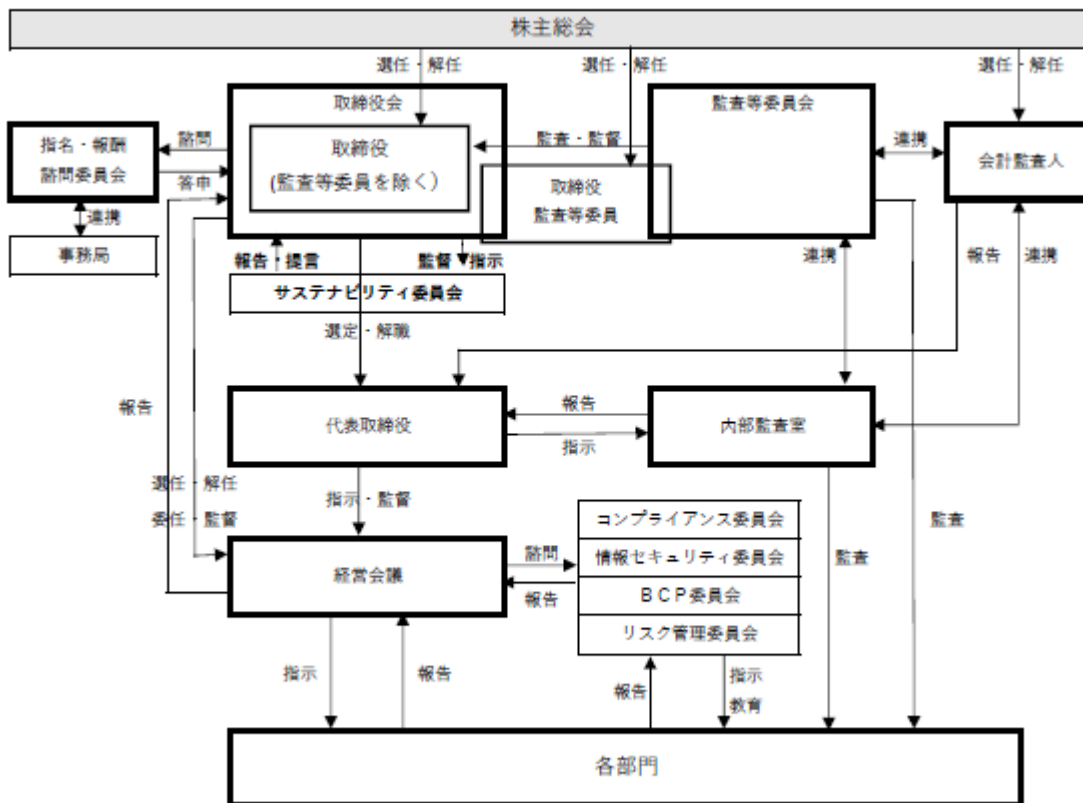 株主総会
選任・解任
選任・解任
選任・解任
取締役会
監査等委員会
指名・報酬
諮問委員会
諮問
答申
取締役
(監査等委員を除く)
監査・監督
取締役
監査等委員
連携
会計監査人
連携
事務局
報告・提言
監督・指示
連携
報告
連携
サステナビリティ委員会
選定・解職
報告
代表取締役
報告
指示
内部監査室
選任・解任
委任・監督
指示・監督
コンプライアンス委員会
情報セキュリティ委員会
BCP委員会
リスク管理委員会
監査
監査
経営会議
諮問
報告
指示
報告
報告
指示
教育
各部門